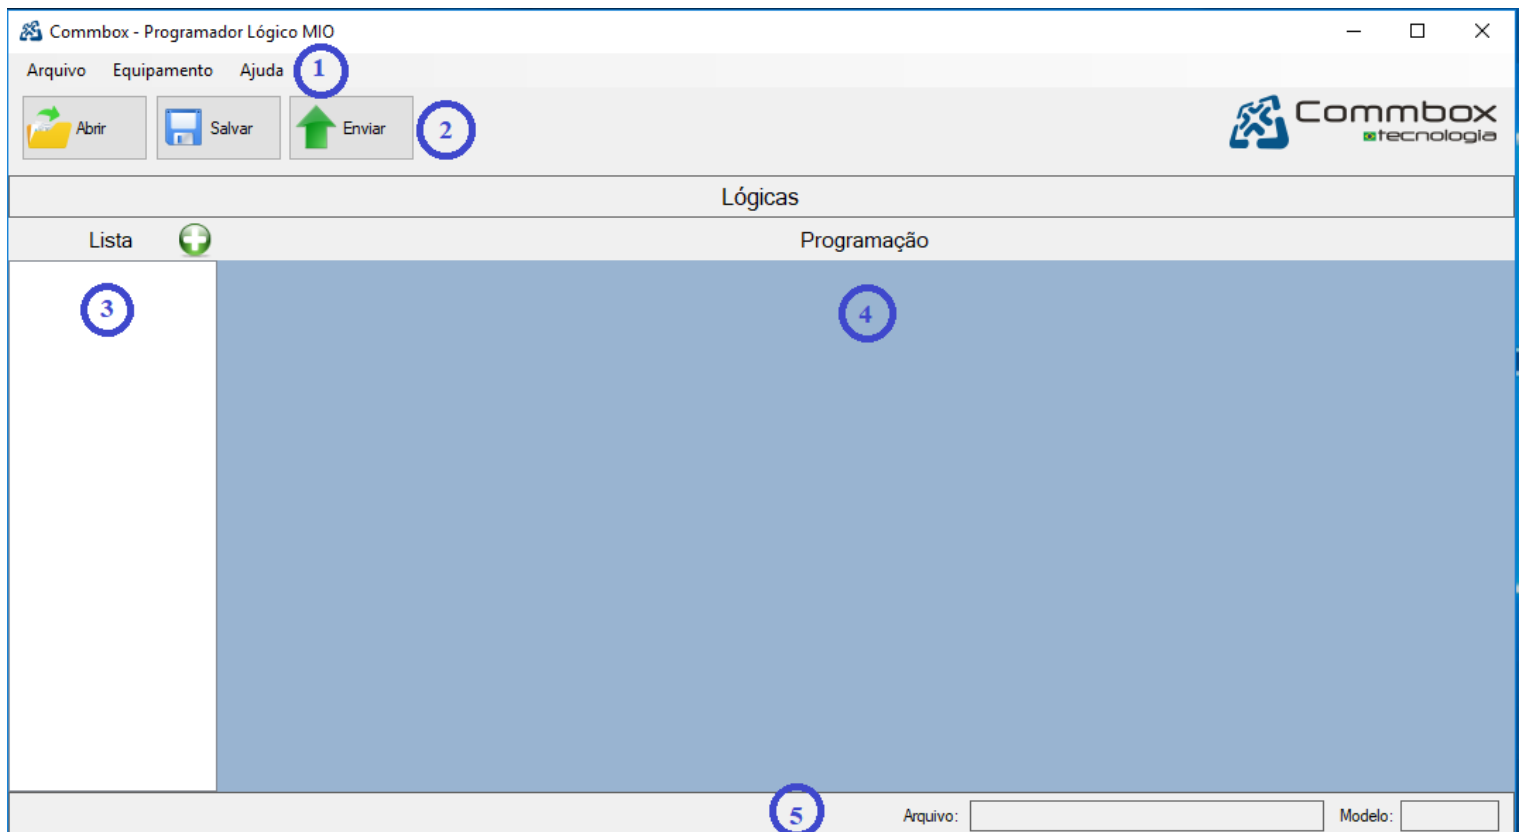 Commbox - Programador Lógico MIO
Arquivo Equipamento Ajuda 1
Abrir Salvar Enviar 2
Commbox
tecnologia
Lógicas
Lista Programação
3 4
5 Arquivo: Modelo: